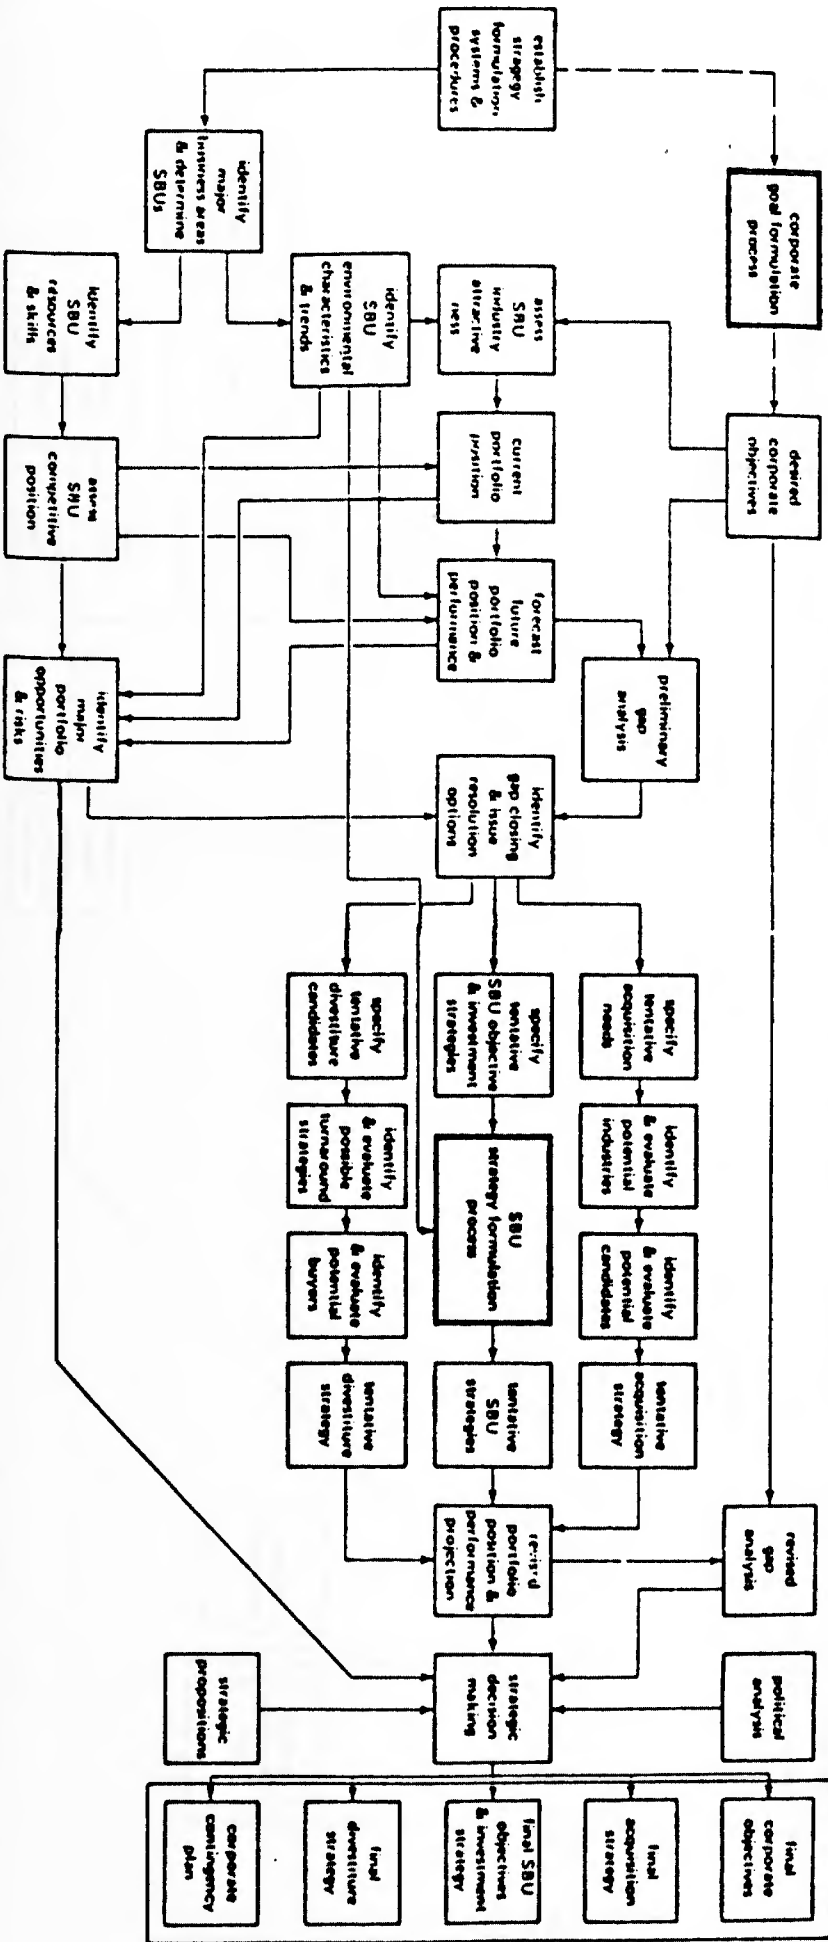 establish
stragegy
formulation
systems &
procedures
corporate
goal formulation
process
desired
corporate
objectives
identify
major
business areas
& determine
SBUs
identify
SBU
resources
& skills
identify
SBU
environmental
characteristics
& trends
assess
SBU
industry
attractive
ness
assess
SBU
competitive
position
current
portfolio
position
forecast
future
portfolio
position &
performance
preliminary
gap
analysis
identify
major
portfolio
opportunities
& risks
identify
gap closing
& issue
resolution
options
specify
tentative
acquisition
needs
identify
& evaluate
potential
industries
identify
& evaluate
potential
candidates
tentative
acquisition
strategy
specify
tentative
SBU objective
& investment
strategies
SBU
strategy formulation
process
tentative
SBU
strategies
specify
tentative
divestiture
candidates
identify
& evaluate
possible
turnaround
strategies
identify
& evaluate
potential
buyers
tentative
divestiture
strategy
revised
portfolio
position &
performance
projection
revised
gap
analysis
political
analysis
strategic
decision
making
strategic
propositions
final
corporate
objectives
final
acquisition
strategy
final SBU
objectives
& investment
strategy
final
divestiture
strategy
corporate
contingency
plan